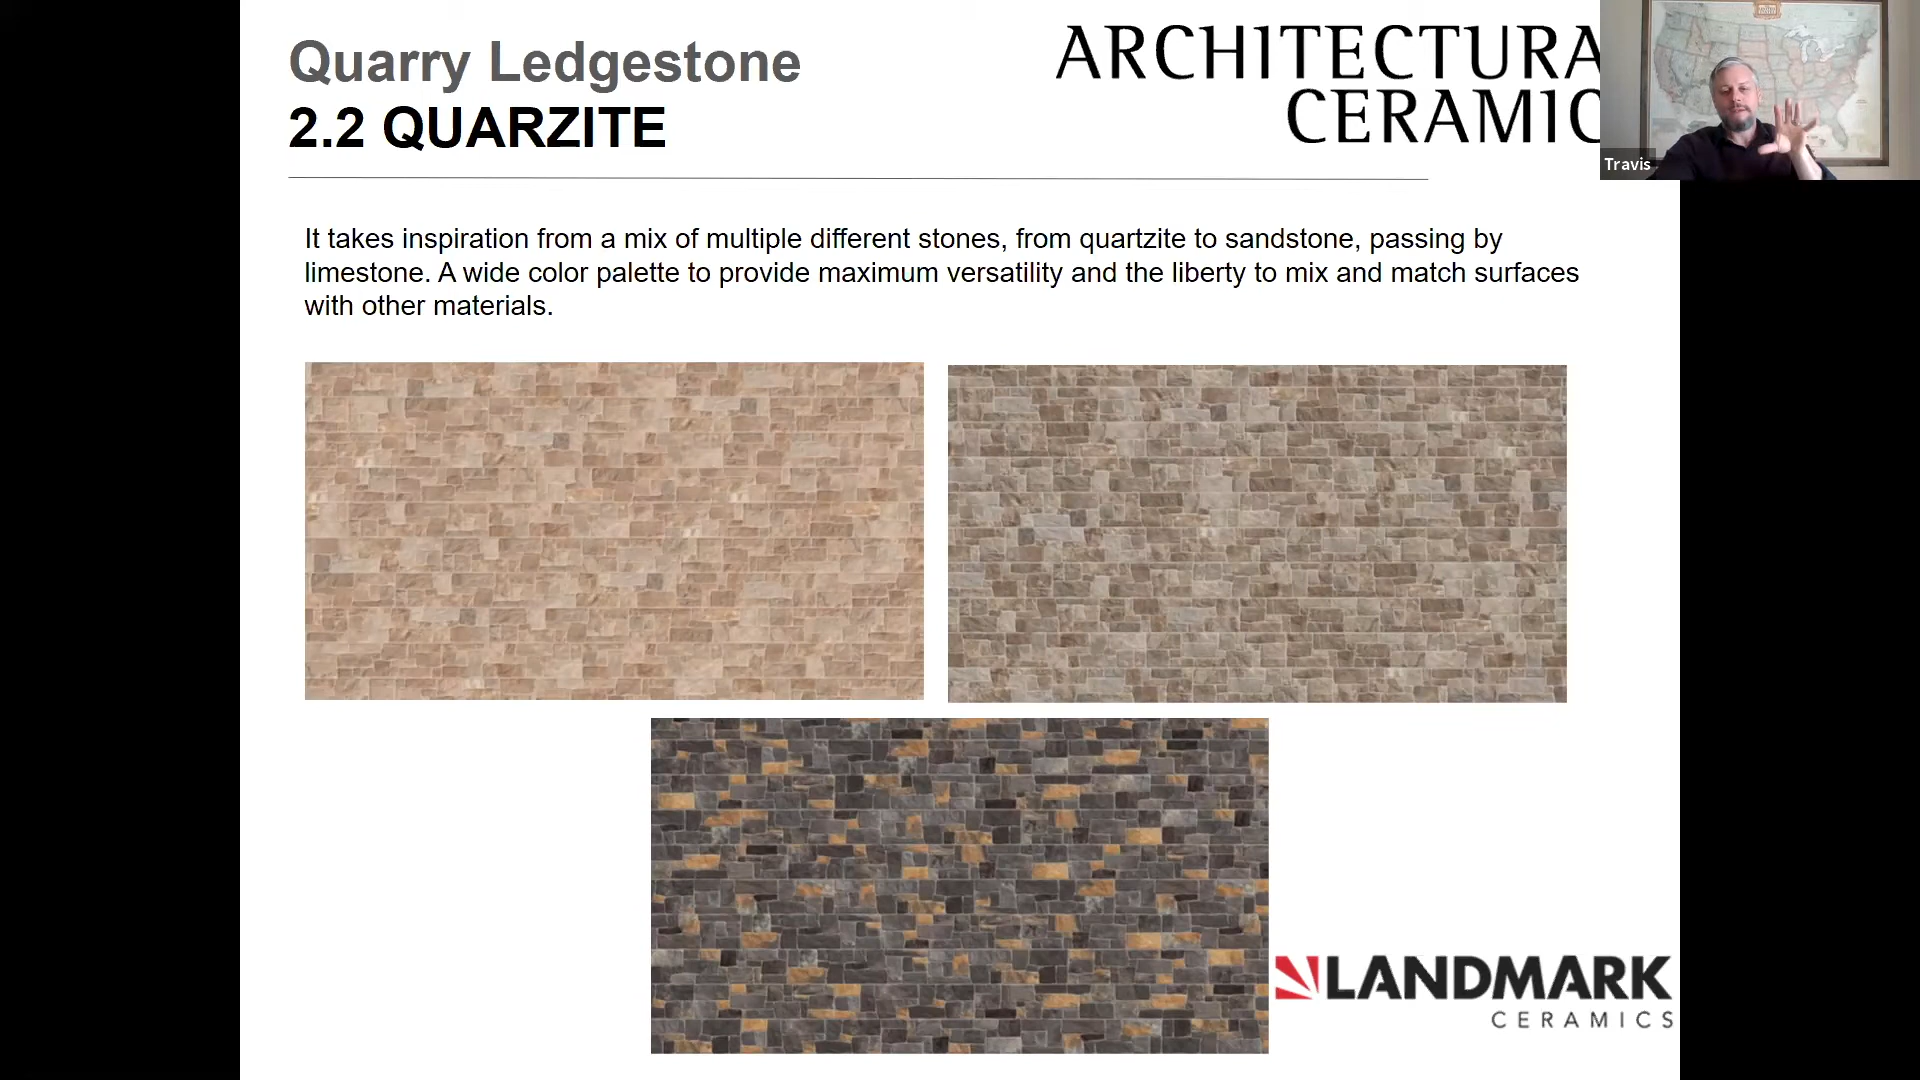 Quarry Ledgestone
2.2 QUARZITE
ARCHITECTURA
CERAMIC
Travis
It takes inspiration from a mix of multiple different stones, from quartzite to sandstone, passing by
limestone. A wide color palette to provide maximum versatility and the liberty to mix and match surfaces
with other materials.
LANDMARK
CERAMICS